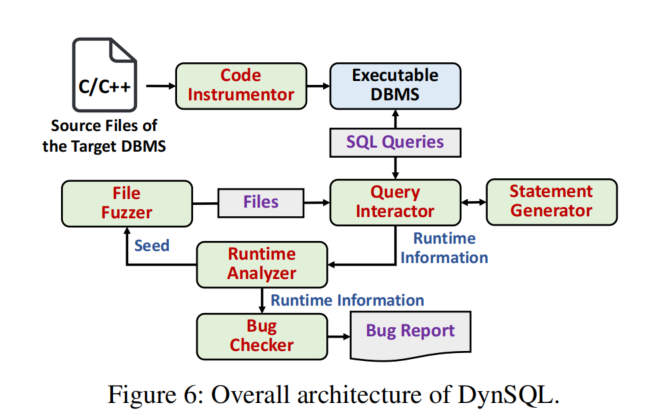 C/C++
Code
Instrumentor
Executable
DBMS
Source Files of
the Target DBMS
SQL Queries
File
Fuzzer
Files
Query
Interactor
Statement
Generator
Seed
Runtime
Analyzer
Runtime
Information
Runtime Information
Bug
Checker
Bug Report
Figure 6: Overall architecture of DynSQL.